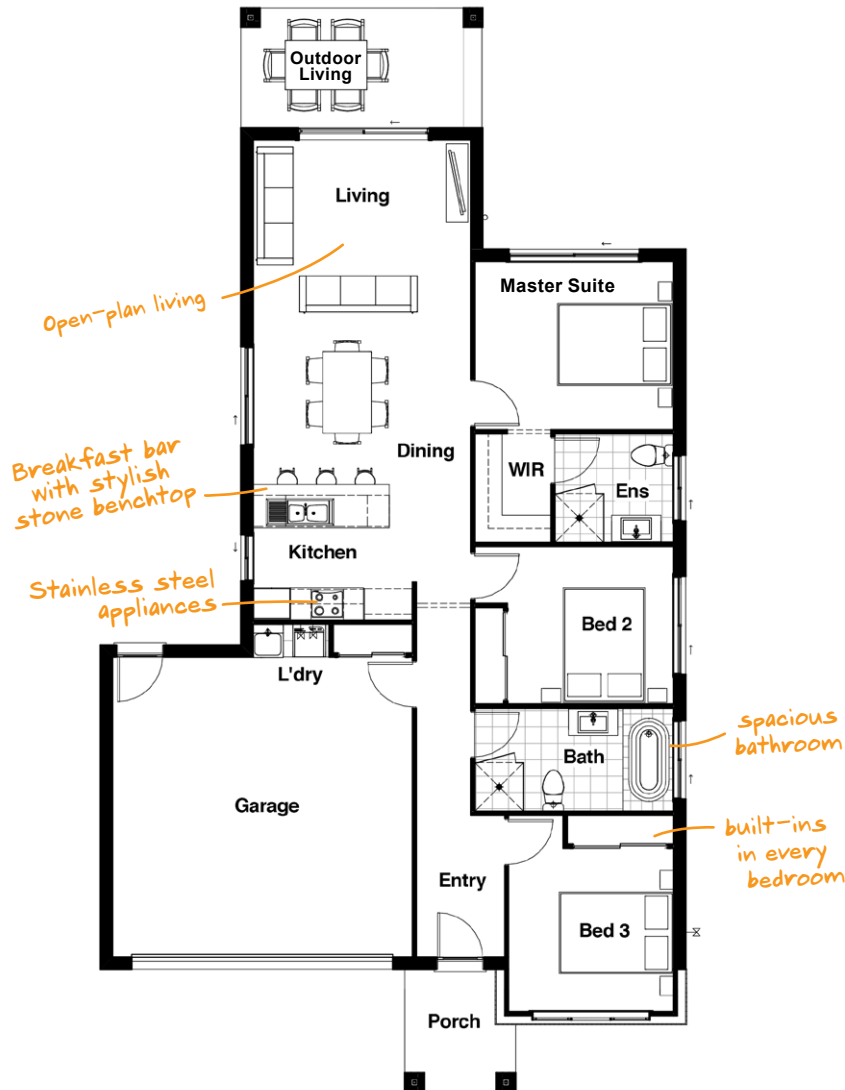 Outdoor
Living
Living
Master Suite
Open-plan living
Dining
Breakfast bar
with stylish
stone benchtop
WIR
Ens
Kitchen
Stainless steel
appliances
Bed 2
L'dry
spacious
bathroom
Bath
Garage
built-ins
in every
bedroom
Entry
Bed 3
Porch